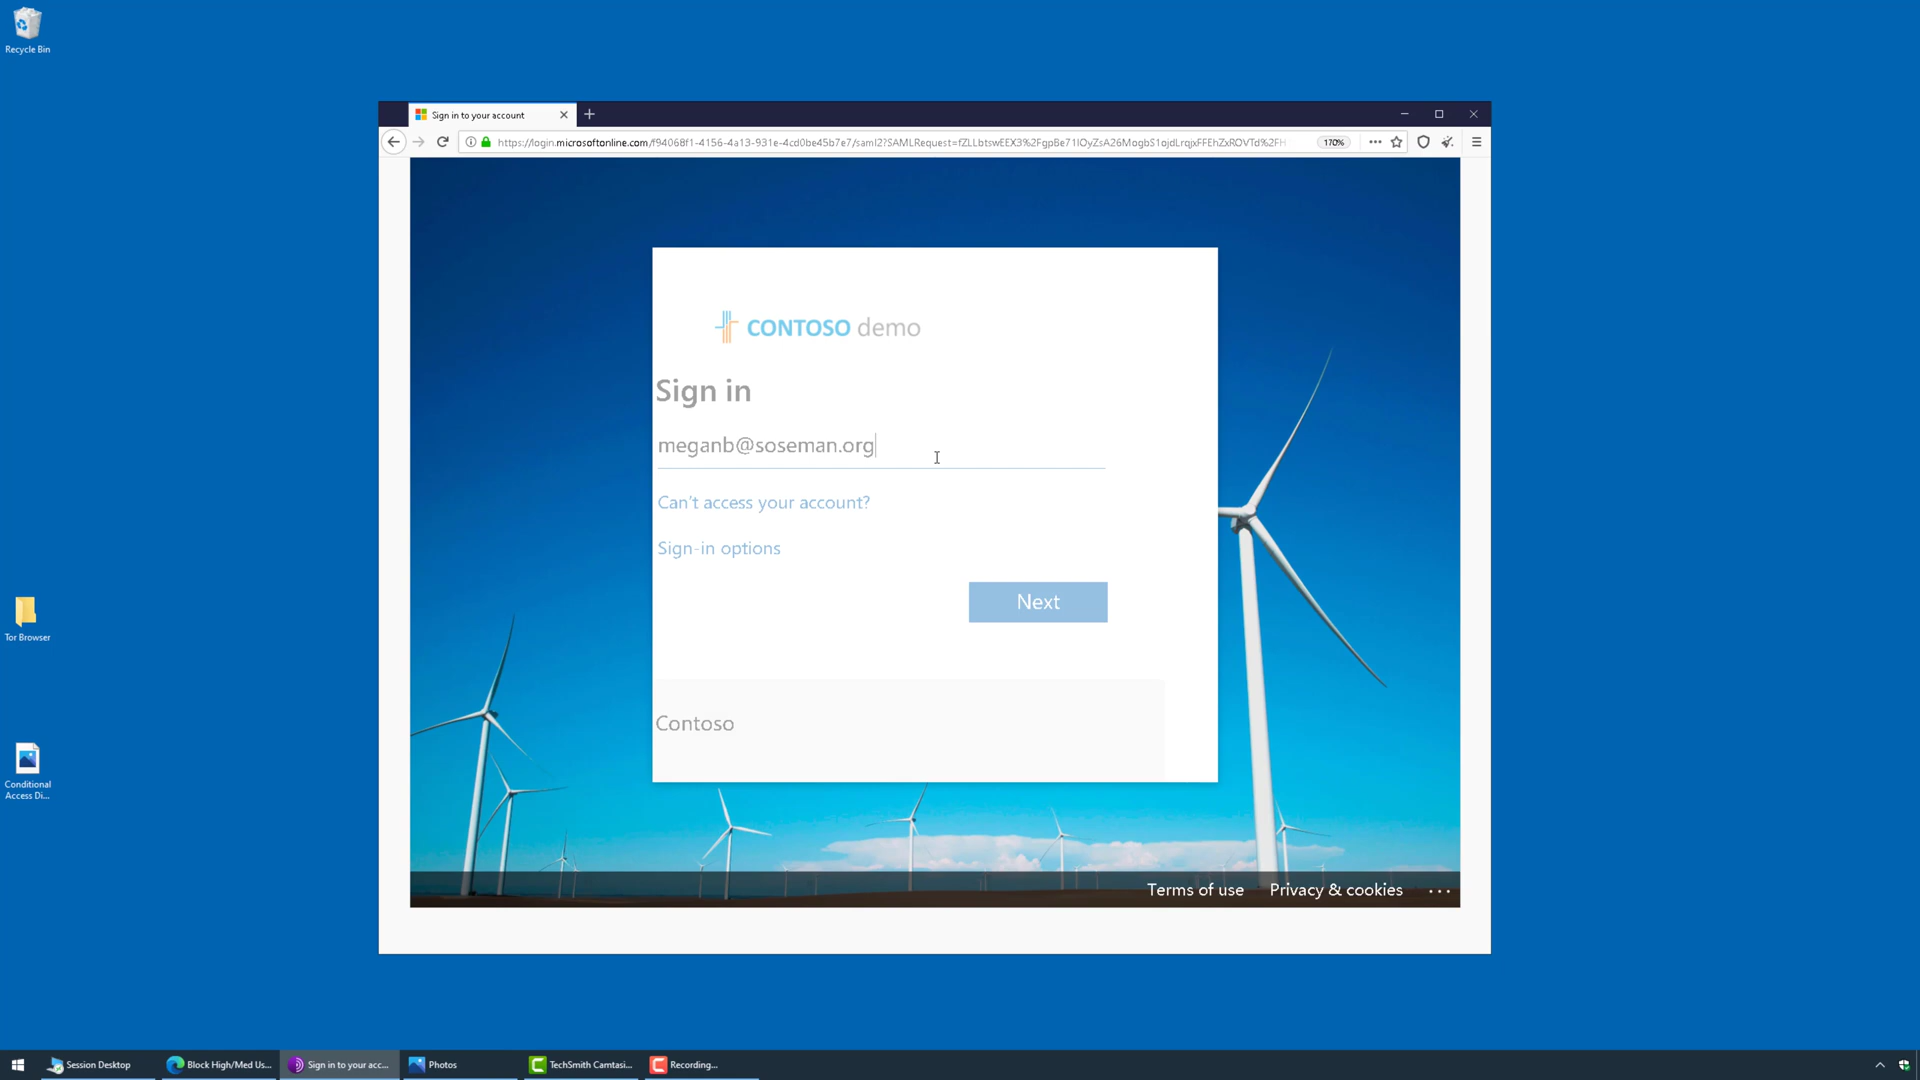 Recycle Bin
Sign in to your account
https://login.microsoftonline.com/f94068f1-4156-4a13-931e-4cd0be45b7e7/saml2?SAMLRequest=
170%
CONTOSO demo
Sign in
meganb@soseman.org
Can't access your account?
Sign-in options
Next
Contoso
Tor Browser
Conditional
Access Di...
Terms of use Privacy & cookies ...
Session Desktop
Block High/Med Us...
Sign in to your acc...
Photos
TechSmith Camtasi...
Recording...